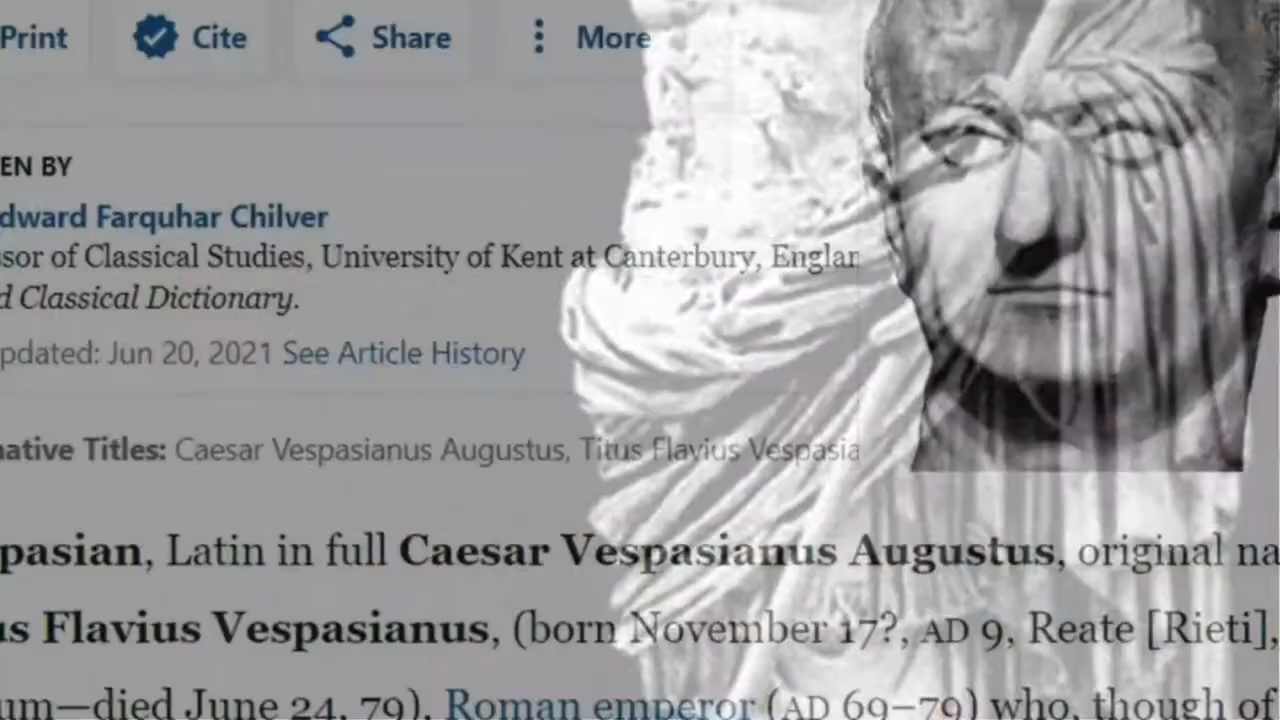 Print Cite Share More
EN BY
dward Farquhar Chilver
sor of Classical Studies, University of Kent at Canterbury, Englar
d Classical Dictionary.
pdated: Jun 20, 2021 See Article History
native Titles: Caesar Vespasianus Augustus, Titus Flavius Vespasia
pasian, Latin in full Caesar Vespasianus Augustus, original na
us Flavius Vespasianus, (born November 17?, AD 9, Reate [Rieti],
um—died June 24, 79), Roman emperor (AD 69–79) who, though of